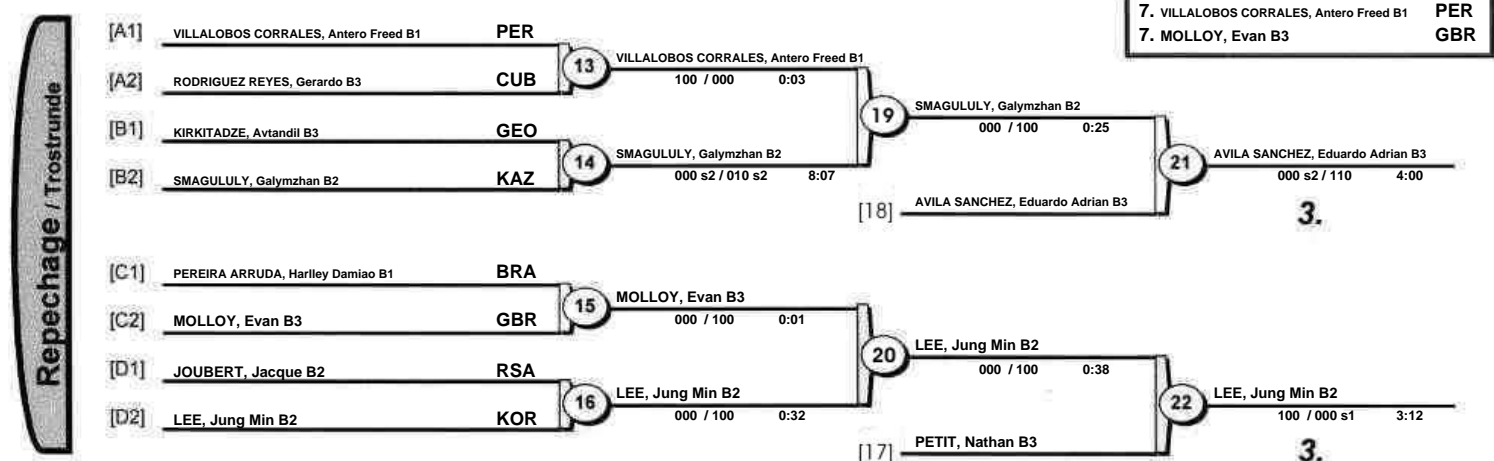 7. VILLALOBOS CORRALES, Antero Freed B1 PER
7. MOLLOY, Evan B3 GBR
Repechage / Trostrunde
[A1] VILLALOBOS CORRALES, Antero Freed B1 PER
13 VILLALOBOS CORRALES, Antero Freed B1
100 / 000 0:03
[A2] RODRIGUEZ REYES, Gerardo B3 CUB
19 SMAGULULY, Galymzhan B2
000 / 100 0:25
[B1] KIRKITADZE, Avtandil B3 GEO
14 SMAGULULY, Galymzhan B2
000 s2 / 010 s2 8:07
[B2] SMAGULULY, Galymzhan B2 KAZ
21 AVILA SANCHEZ, Eduardo Adrian B3
000 s2 / 110 4:00
[18] AVILA SANCHEZ, Eduardo Adrian B3
3.
[C1] PEREIRA ARRUDA, Harlley Damiao B1 BRA
15 MOLLOY, Evan B3
000 / 100 0:01
[C2] MOLLOY, Evan B3 GBR
20 LEE, Jung Min B2
000 / 100 0:38
[D1] JOUBERT, Jacque B2 RSA
16 LEE, Jung Min B2
000 / 100 0:32
[D2] LEE, Jung Min B2 KOR
22 LEE, Jung Min B2
100 / 000 s1 3:12
[17] PETIT, Nathan B3
3.